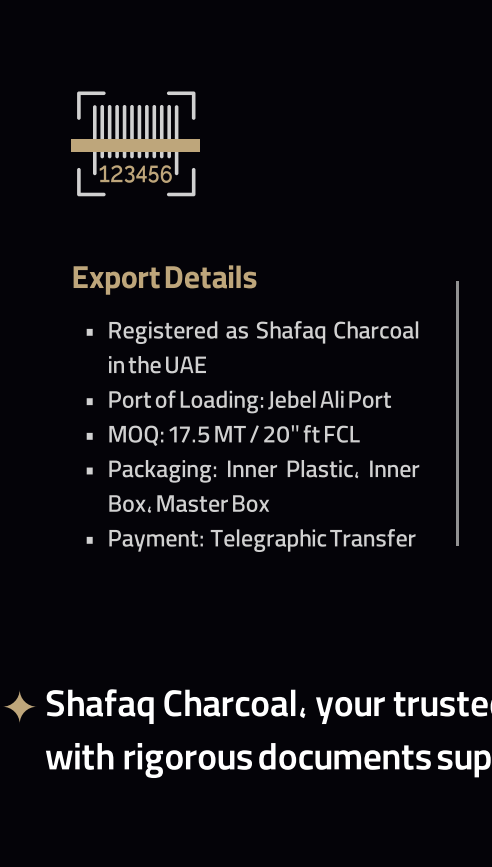 123456
Export Details
▪ Registered as Shafaq Charcoal
in the UAE
▪ Port of Loading: Jebel Ali Port
▪ MOQ: 17.5 MT / 20" ft FCL
▪ Packaging: Inner Plastic، Inner
Box، Master Box
▪ Payment: Telegraphic Transfer
Shafaq Charcoal، your
with rigorous documents